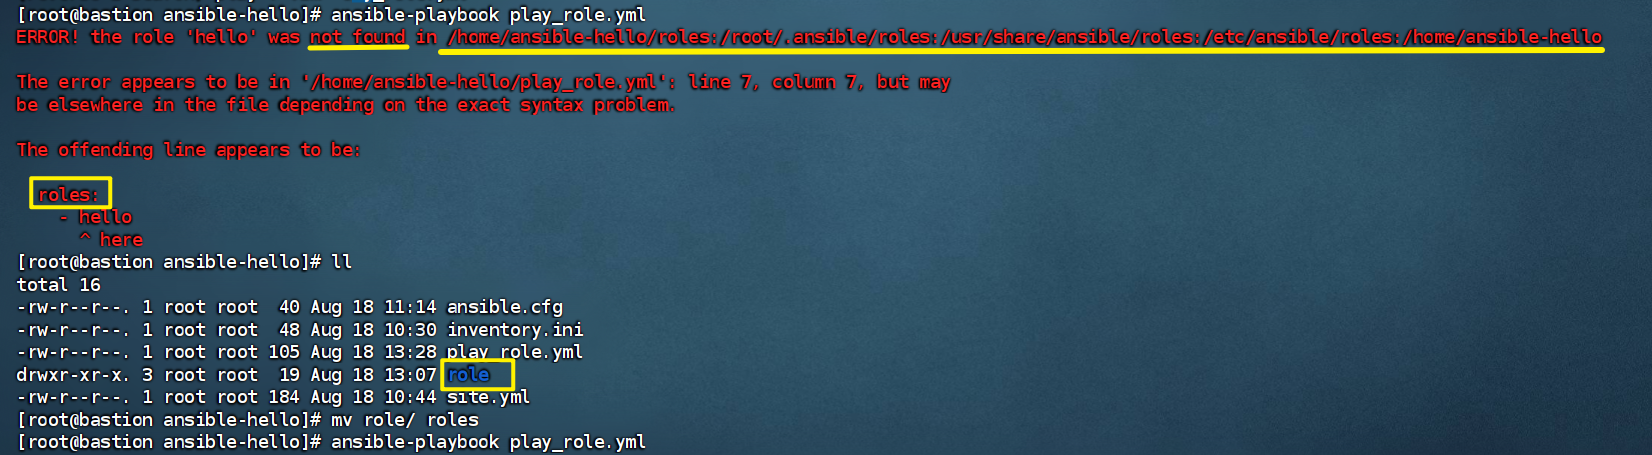 [root@bastion ansible-hello]# ansible-playbook play_role.yml
ERROR! the role 'hello' was not found in /home/ansible-hello/roles:/root/.ansible/roles:/usr/share/ansible/roles:/etc/ansible/roles:/home/ansible-hello
The error appears to be in '/home/ansible-hello/play_role.yml': line 7, column 7, but may
be elsewhere in the file depending on the exact syntax problem.
The offending line appears to be:
roles:
- hello
^ here
[root@bastion ansible-hello]# ll
total 16
-rw-r--r--. 1 root root  40 Aug 18 11:14 ansible.cfg
-rw-r--r--. 1 root root  48 Aug 18 10:30 inventory.ini
-rw-r--r--. 1 root root 105 Aug 18 13:28 play_role.yml
drwxr-xr-x. 3 root root  19 Aug 18 13:07 role
-rw-r--r--. 1 root root 184 Aug 18 10:44 site.yml
[root@bastion ansible-hello]# mv role/ roles
[root@bastion ansible-hello]# ansible-playbook play_role.yml